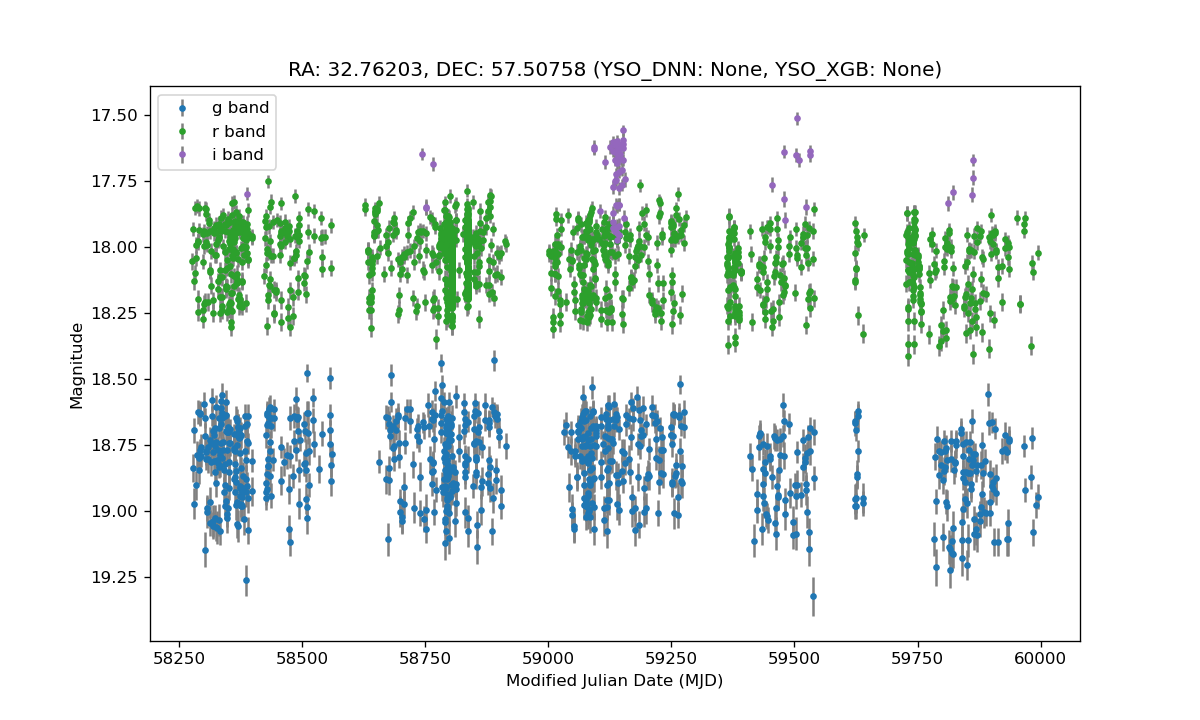 RA: 32.76203, DEC: 57.50758 (YSO_DNN: None, YSO_XGB: None)
g band
r band
i band
17.50
17.75
18.00
18.25
18.50
18.75
19.00
19.25
Magnitude
58250 58500 58750 59000 59250 59500 59750 60000
Modified Julian Date (MJD)